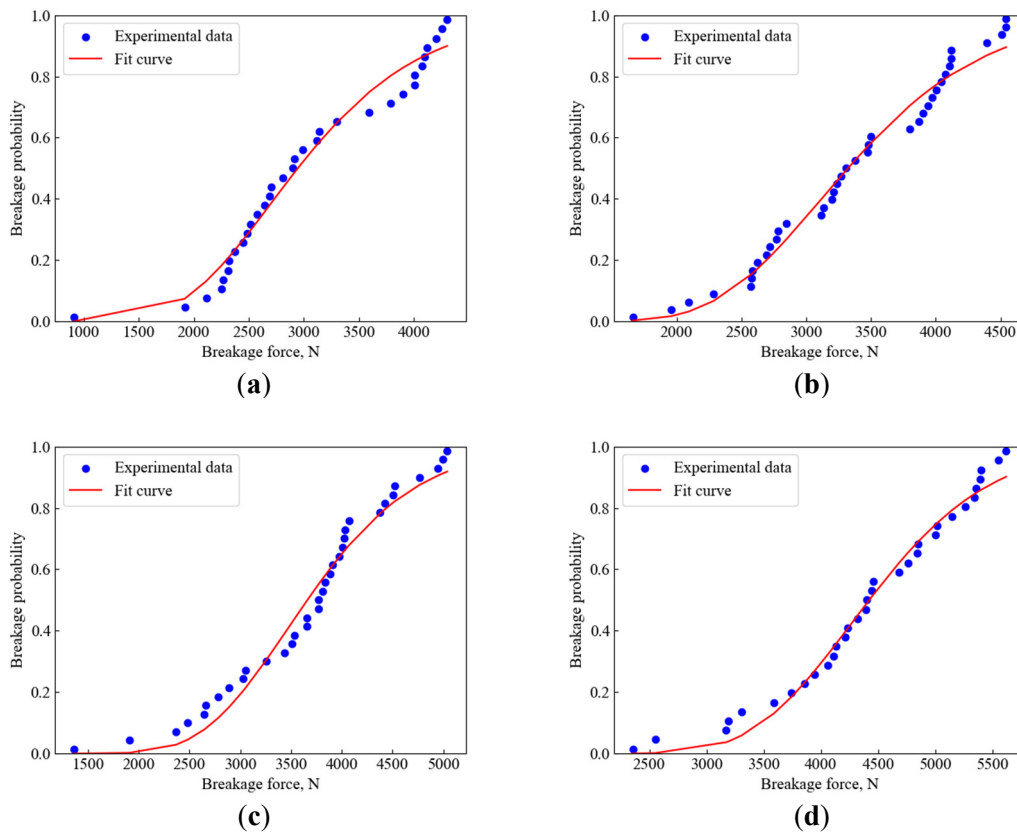 1.0
0.8
0.6
0.4
0.2
0.0
Breakage probability
Experimental data
Fit curve
1000 2000 3000 4000
Breakage force, N
(a)
1.0
0.8
0.6
0.4
0.2
0.0
Breakage probability
Experimental data
Fit curve
2000 2500 3000 3500 4000 4500
Breakage force, N
(b)
1.0
0.8
0.6
0.4
0.2
0.0
Breakage probability
Experimental data
Fit curve
1500 2000 2500 3000 3500 4000 4500 5000
Breakage force, N
(c)
1.0
0.8
0.6
0.4
0.2
0.0
Breakage probability
Experimental data
Fit curve
2500 3000 3500 4000 4500 5000 5500
Breakage force, N
(d)